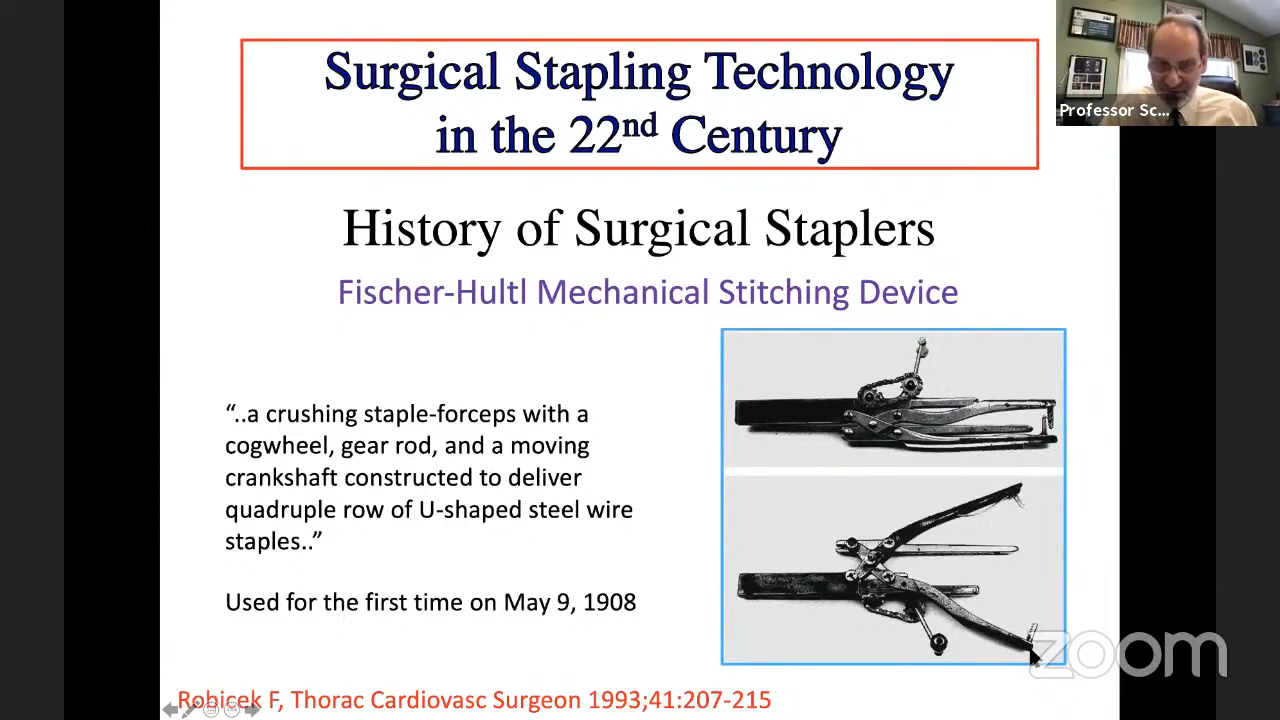 Surgical Stapling Technology
in the 22nd Century
Professor Sc...
History of Surgical Staplers
Fischer-Hultl Mechanical Stitching Device
“..a crushing staple-forceps with a
cogwheel, gear rod, and a moving
crankshaft constructed to deliver
quadruple row of U-shaped steel wire
staples..”
Used for the first time on May 9, 1908
zoom
Robicek F, Thorac Cardiovasc Surgeon 1993;41:207-215